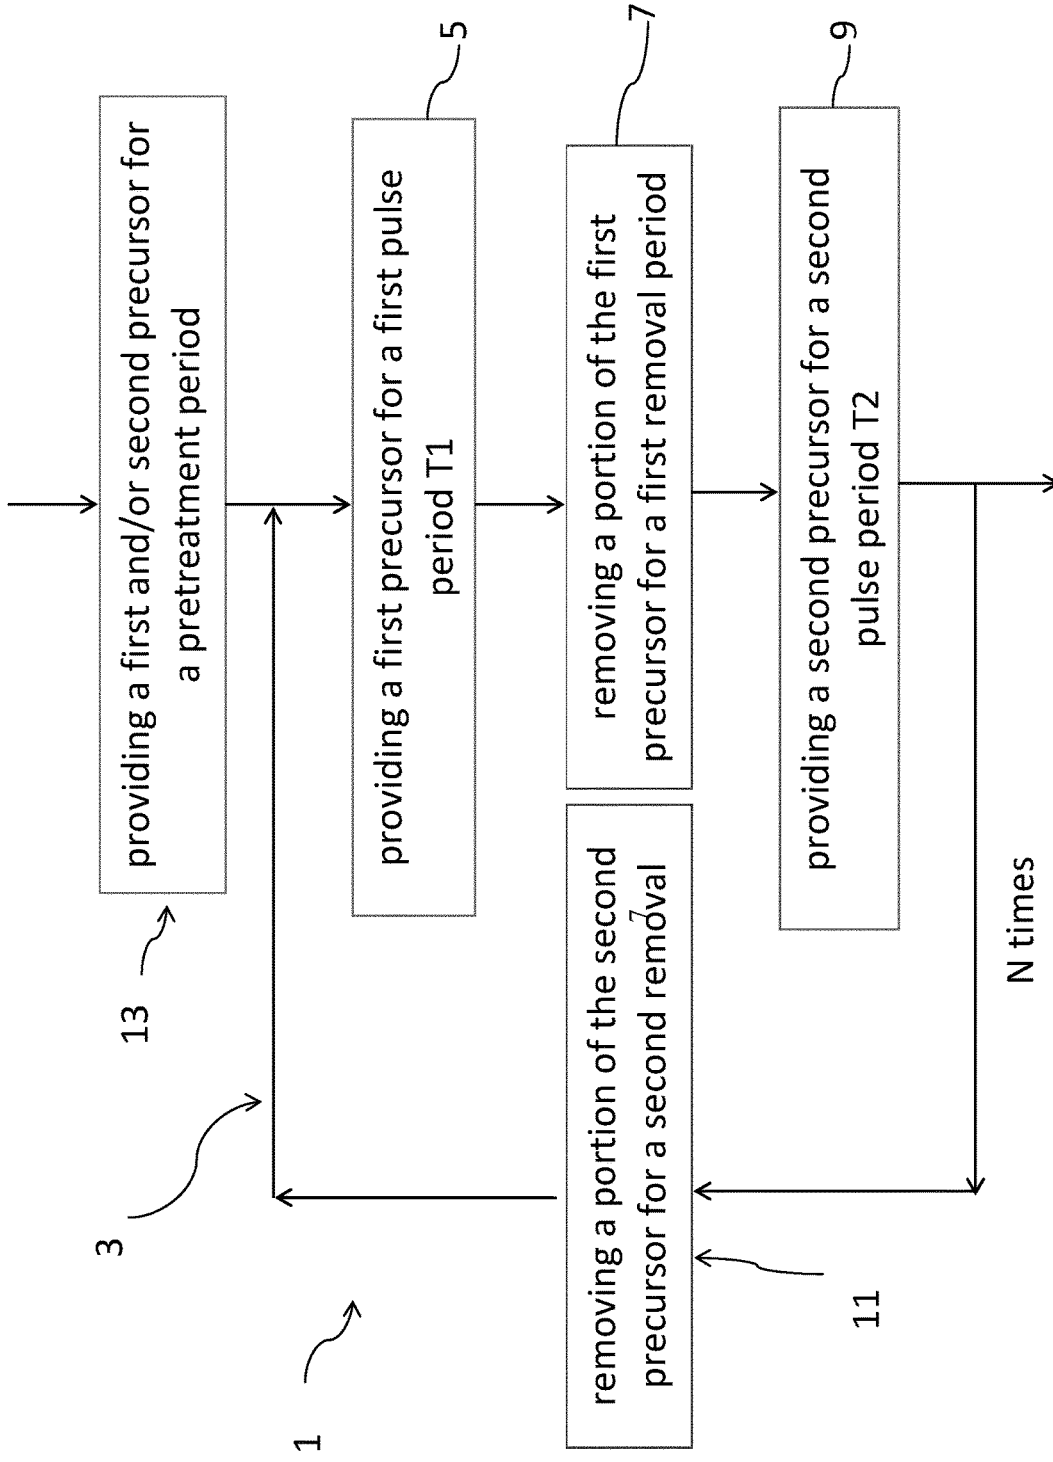 providing a first and/or second precursor for
a pretreatment period
13
3
providing a first precursor for a first pulse
period T1
5
1
removing a portion of the first
precursor for a first removal period
7
removing a portion of the second
precursor for a second removal
7
11
providing a second precursor for a second
pulse period T2
9
N times